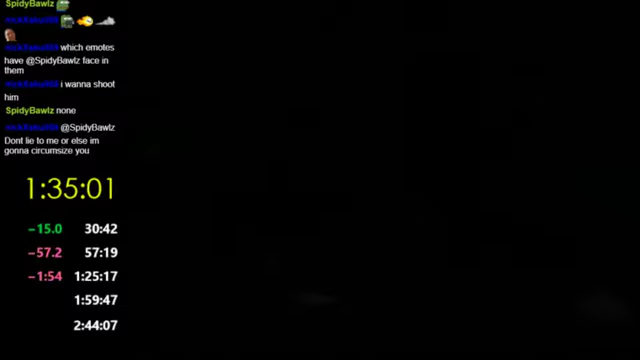 SpidyBawlz
which emotes
have @SpidyBawlz face in
them
i wanna shoot
him
SpidyBawlz none
@SpidyBawlz
Dont lie to me or else im
gonna circumsize you
1:35:01
-15.0 30:42
-57.2 57:19
-1:54 1:25:17
1:59:47
2:44:07